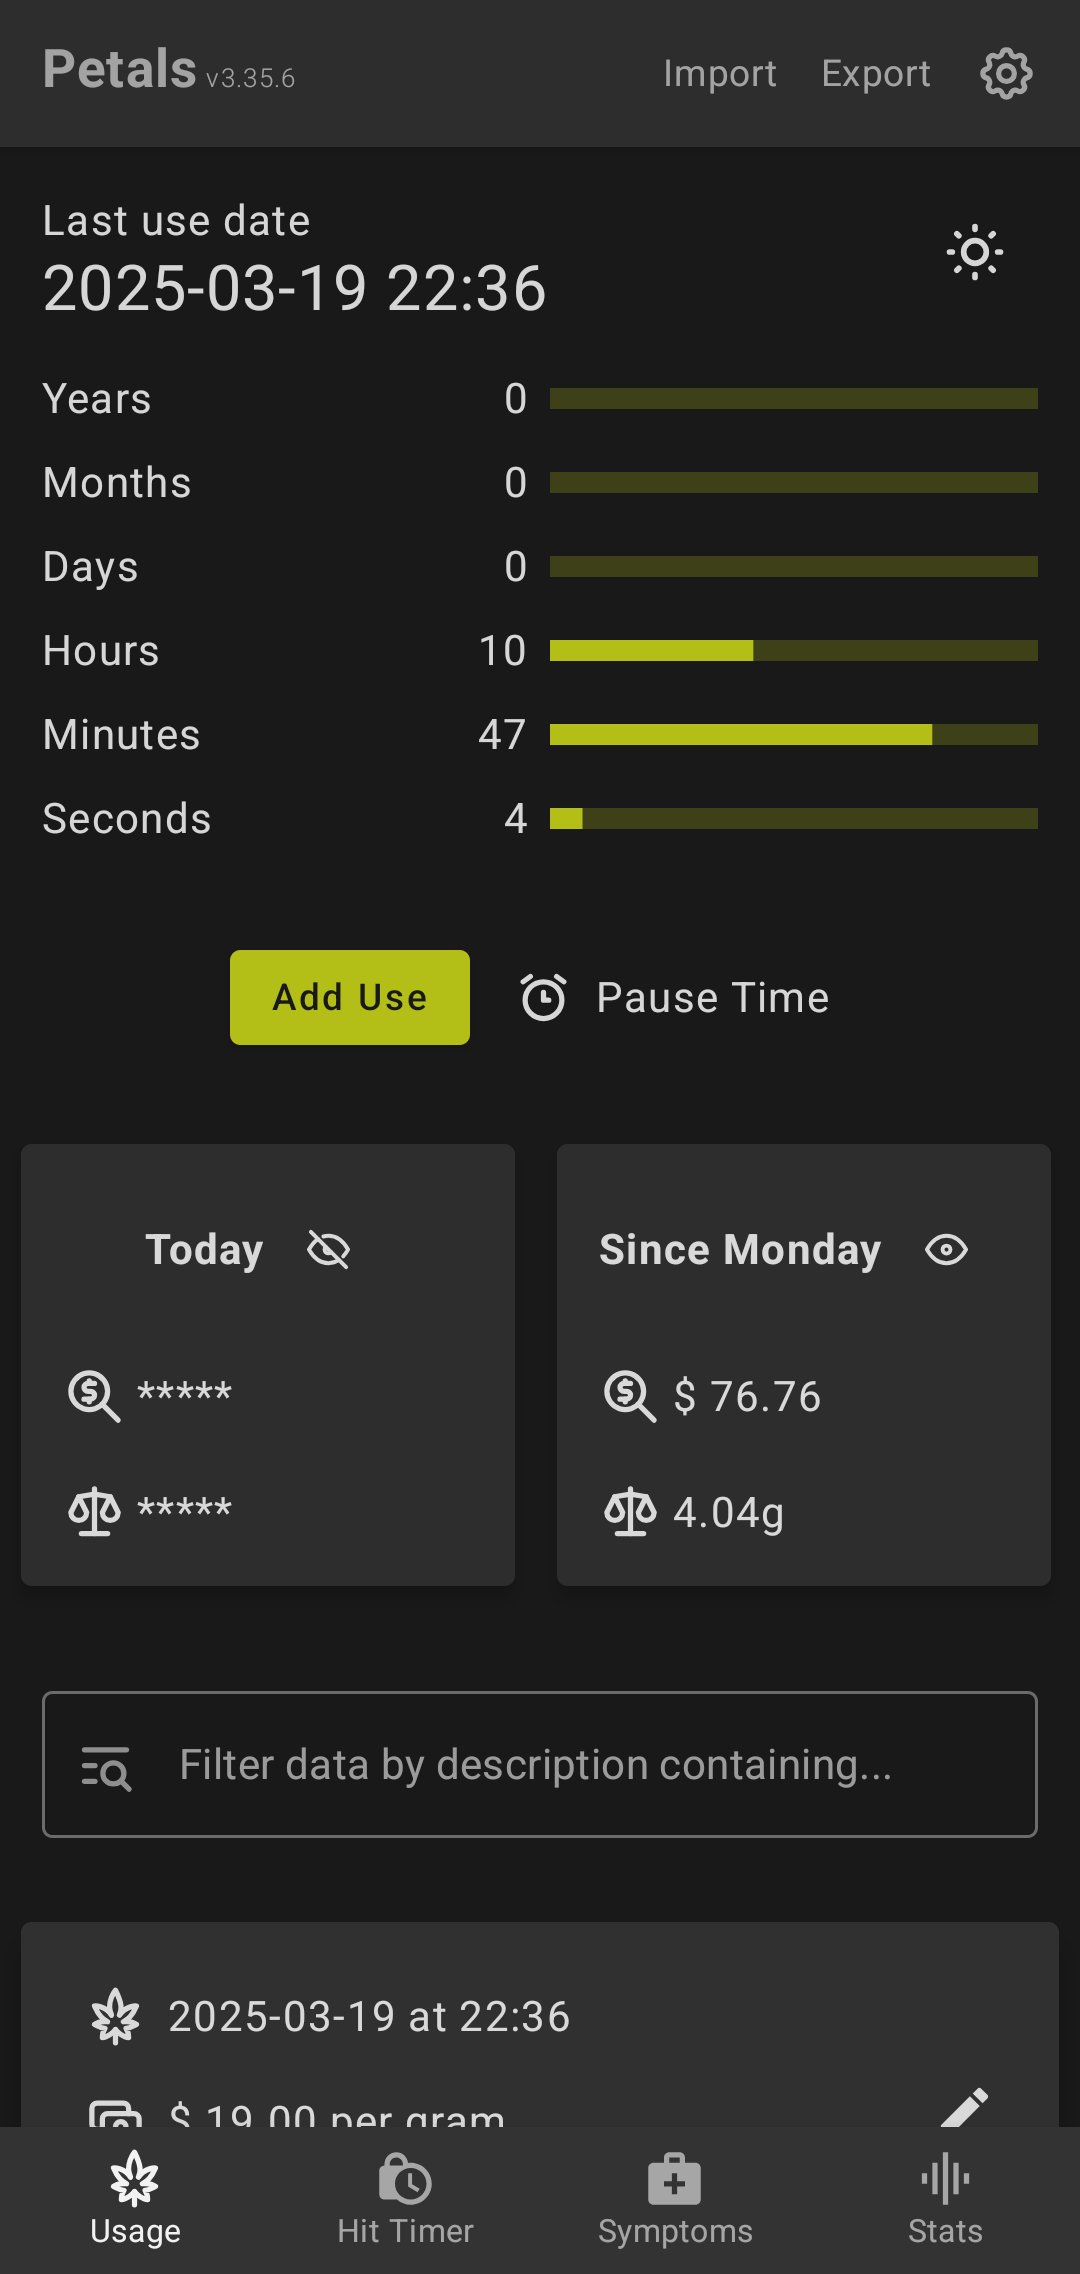 Petals v3.35.6 Import Export
Last use date
2025-03-19 22:36
Years 0
Months 0
Days 0
Hours 10
Minutes 47
Seconds 4
Add Use Pause Time
Today Since Monday
***** $ 76.76
***** 4.04g
Filter data by description containing...
2025-03-19 at 22:36
$ 19.00 per gram
Usage Hit Timer Symptoms Stats